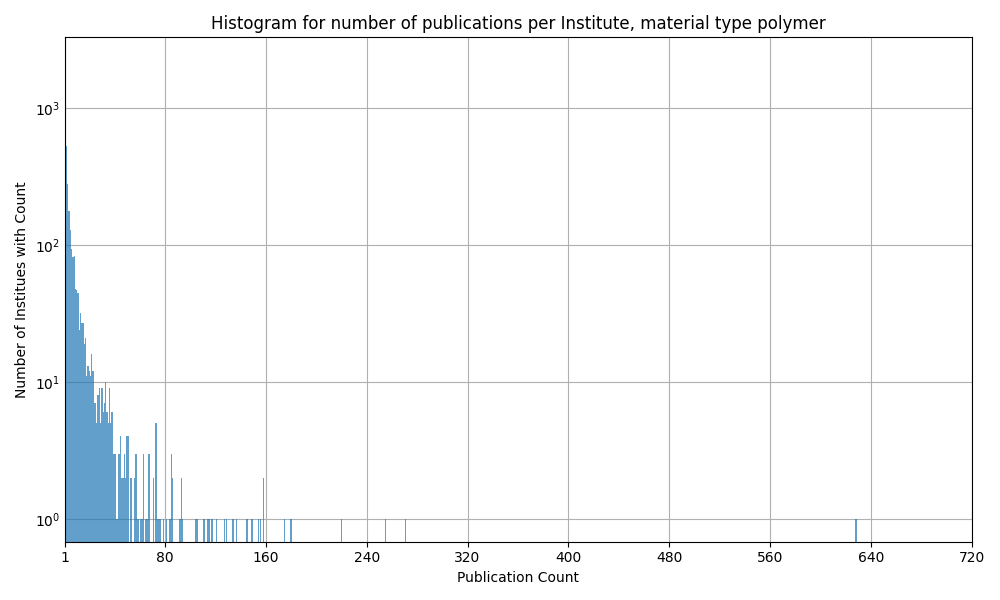 Histogram for number of publications per Institute, material type polymer
Number of Institues with Count
10³
10²
10¹
10⁰
1 80 160 240 320 400 480 560 640 720
Publication Count